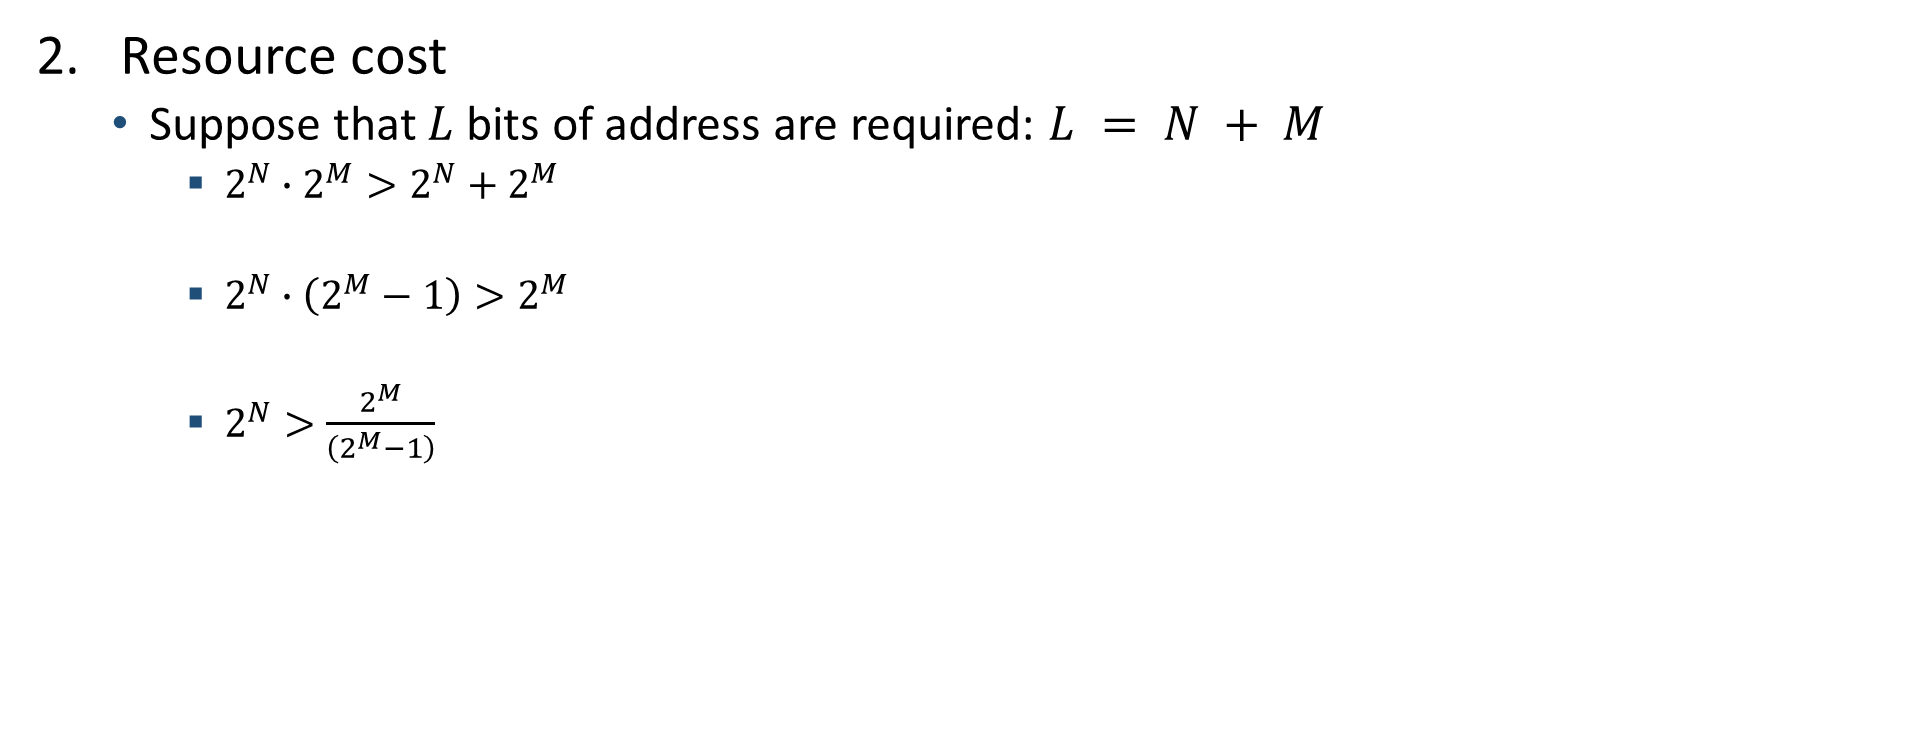 2. Resource cost
• Suppose that L bits of address are required: L = N + M
▪ 2^N · 2^M > 2^N + 2^M
▪ 2^N · (2^M − 1) > 2^M
▪ 2^N > 2^M / (2^M−1)